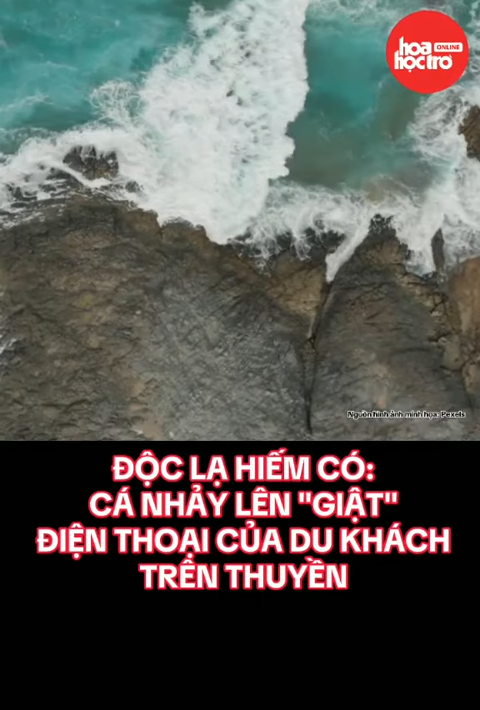 hoa
học trò
ONLINE
Nguồn hình ảnh minh họa: Pexels
ĐỘC LẠ HIẾM CÓ:
CÁ NHẢY LÊN "GIẬT"
ĐIỆN THOẠI CỦA DU KHÁCH
TRÊN THUYỀN